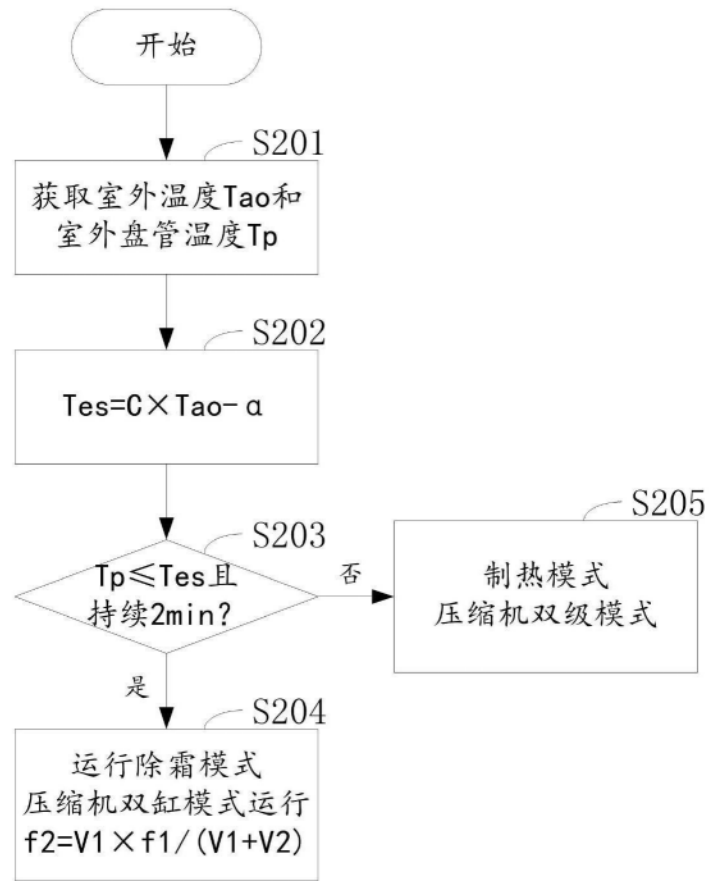 开始
S201
获取室外温度Tao和
室外盘管温度Tp
S202
Tes=C×Tao-α
S203
Tp≤Tes且
持续2min?
否
S205
制热模式
压缩机双级模式
是
S204
运行除霜模式
压缩机双缸模式运行
f2=V1×f1/(V1+V2)